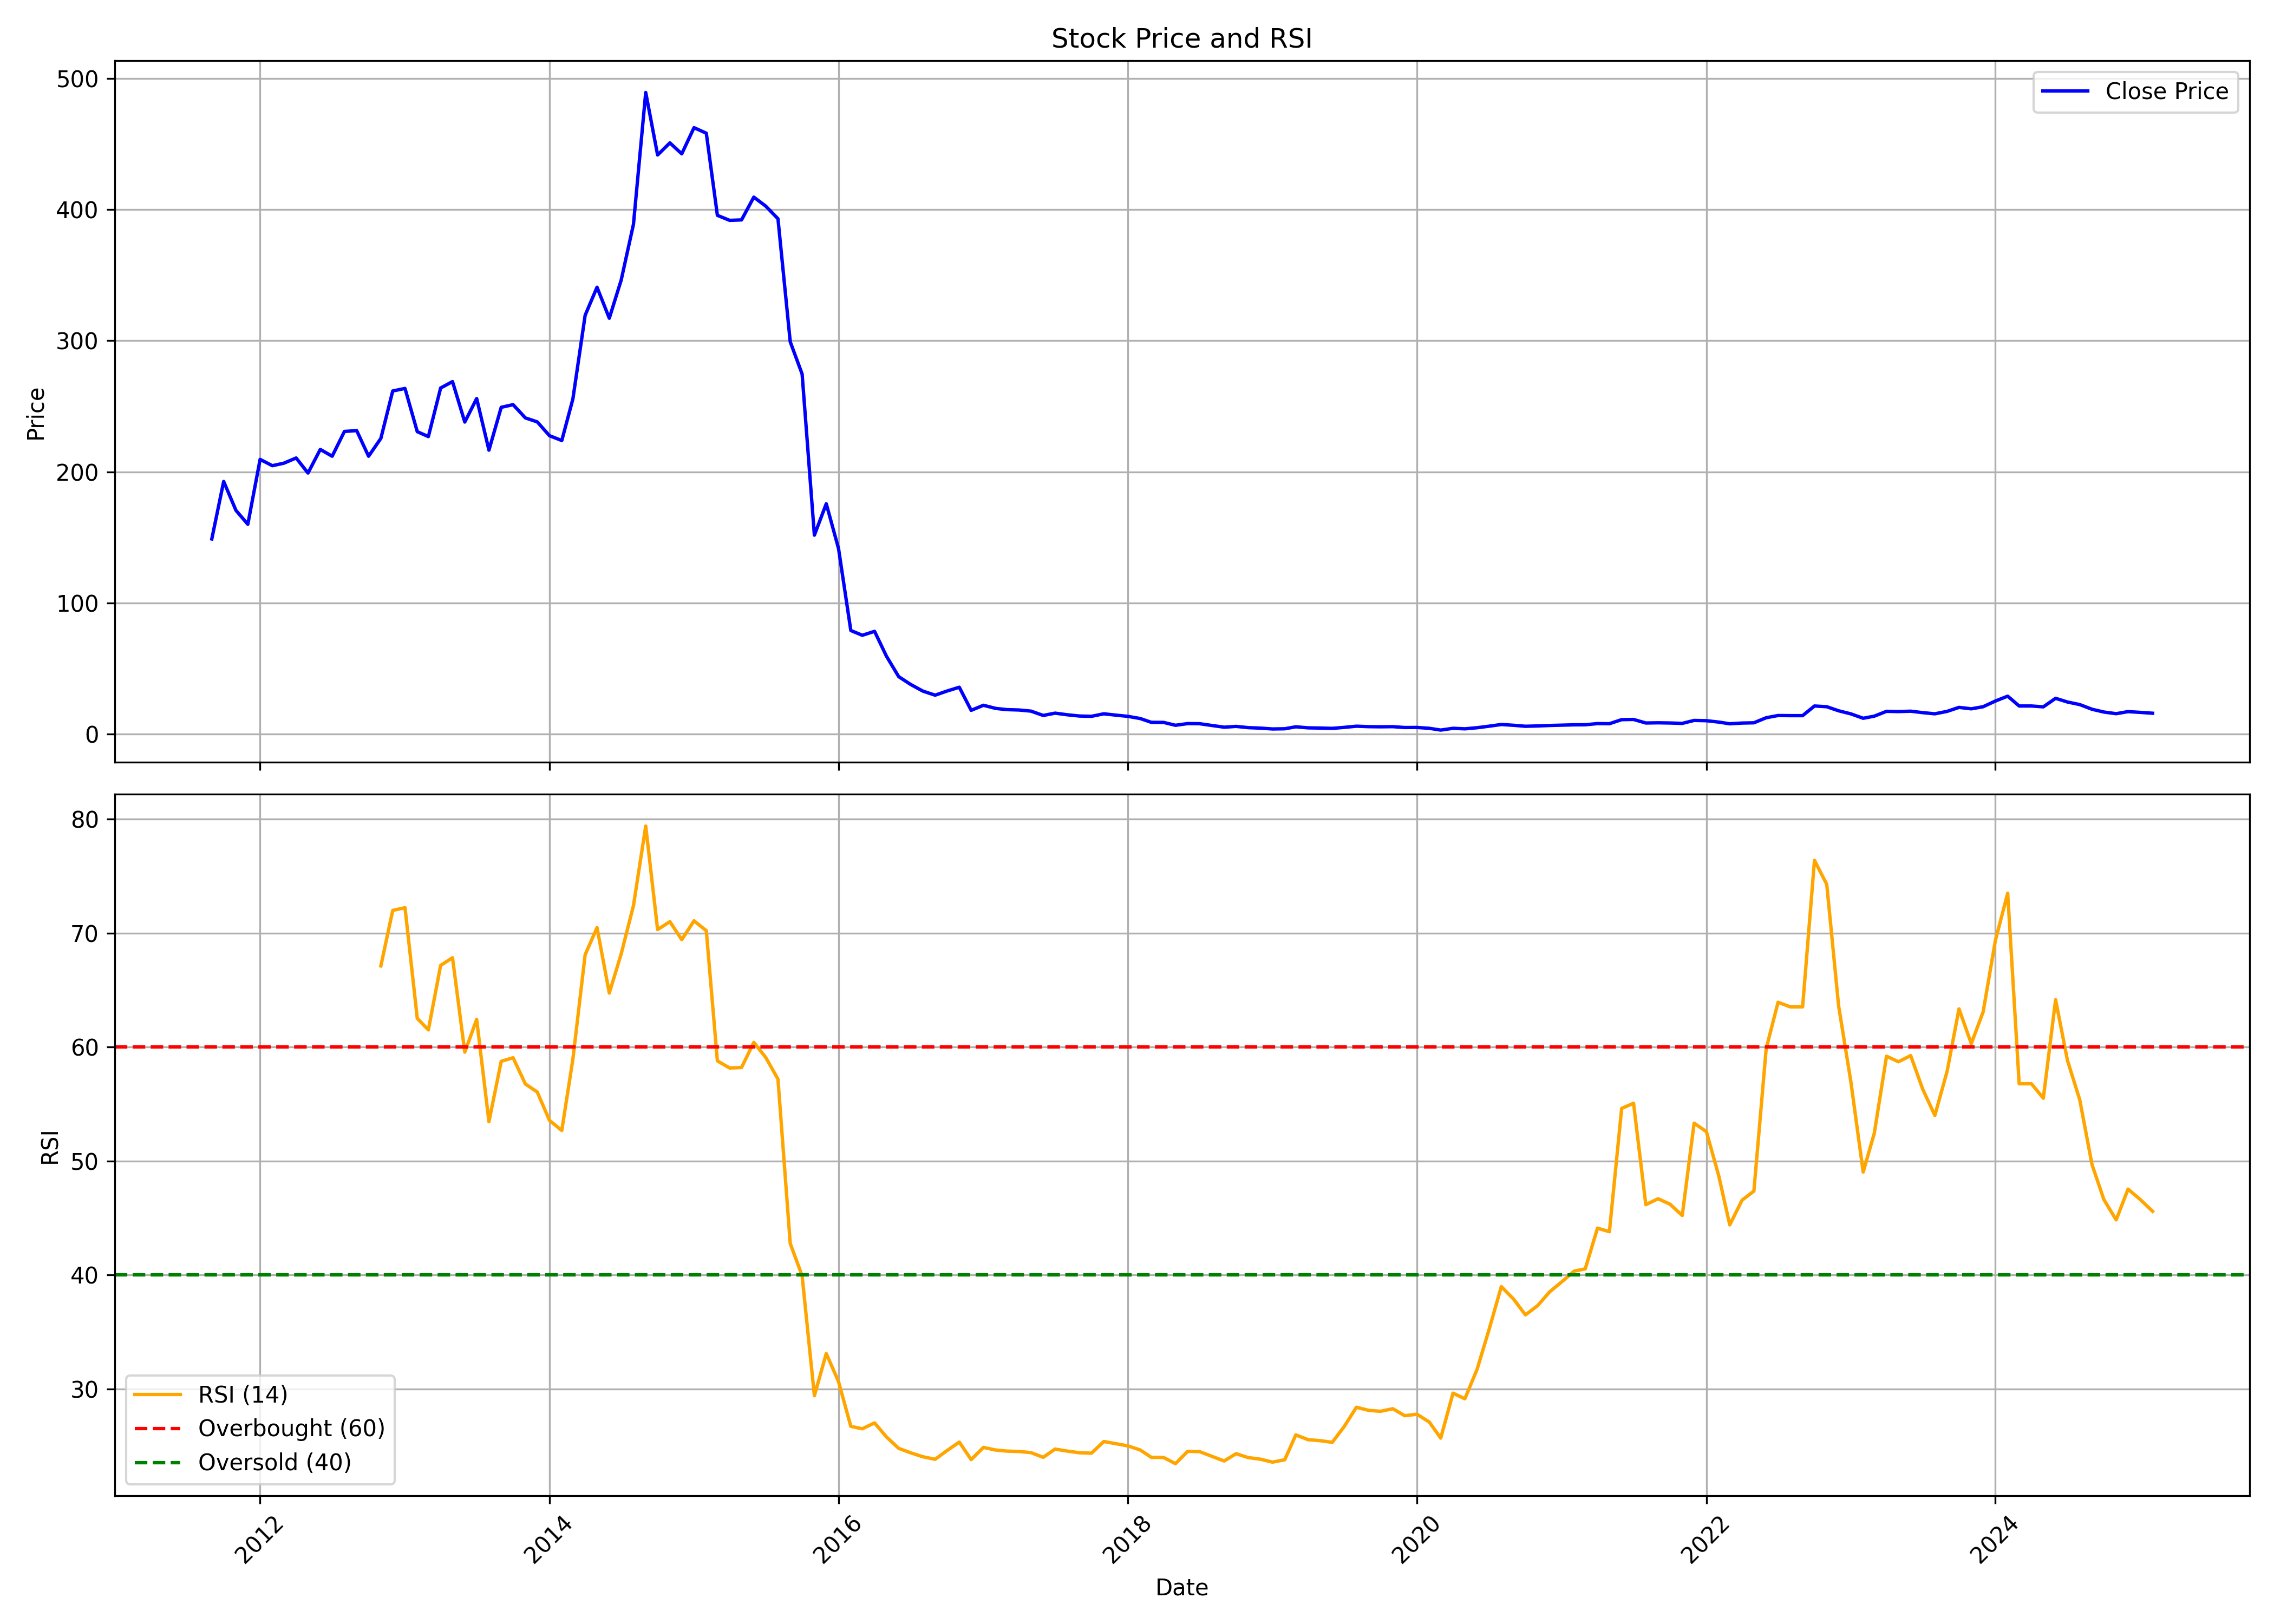 Stock Price and RSI
500
400
300
200
100
0
Price
Close Price
80
70
60
50
40
30
RSI
RSI (14)
Overbought (60)
Oversold (40)
2012
2014
2016
2018
2020
2022
2024
Date